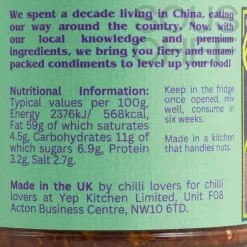 We spent a decade living in China, eating
our way around the country. Now, with
our local knowledge and premium
ingredients, we bring you fiery and umami
packed condiments to level up your food!
Nutritional Information:
Typical values per 100g,
Energy 2376kJ/ 568kcal,
Fat 59g of which saturates
4.5g, Carbohydrates 11g of
which sugars 6.9g, Protein
3.2g, Salt 2.7g.
Keep in the fridge
once opened, mix
well, consume in
six weeks.
Made in a kitchen
that handles nuts.
Made in the UK by chilli lovers for chilli
lovers at Yep Kitchen Limited, Unit F08
Acton Business Centre, NW10 6TD.